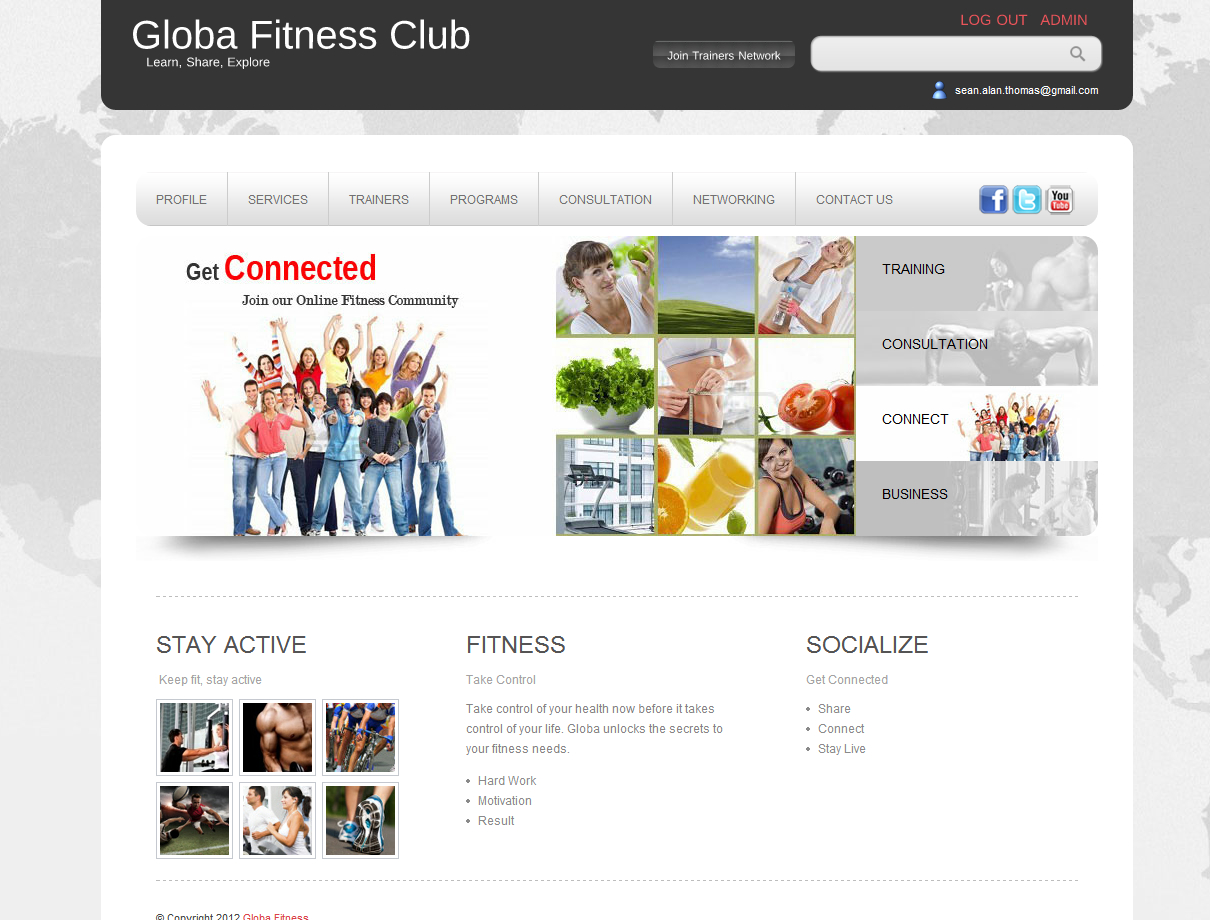 Globa Fitness Club
Learn, Share, Explore
LOG OUT ADMIN
Join Trainers Network
sean.alan.thomas@gmail.com
PROFILE SERVICES TRAINERS PROGRAMS CONSULTATION NETWORKING CONTACT US
f t You Tube
Get Connected
Join our Online Fitness Community
TRAINING
CONSULTATION
CONNECT
BUSINESS
STAY ACTIVE
Keep fit, stay active
FITNESS
Take Control
Take control of your health now before it takes
control of your life. Globa unlocks the secrets to
your fitness needs.
Hard Work
Motivation
Result
SOCIALIZE
Get Connected
Share
Connect
Stay Live
© Copyright 2012 Globa Fitness